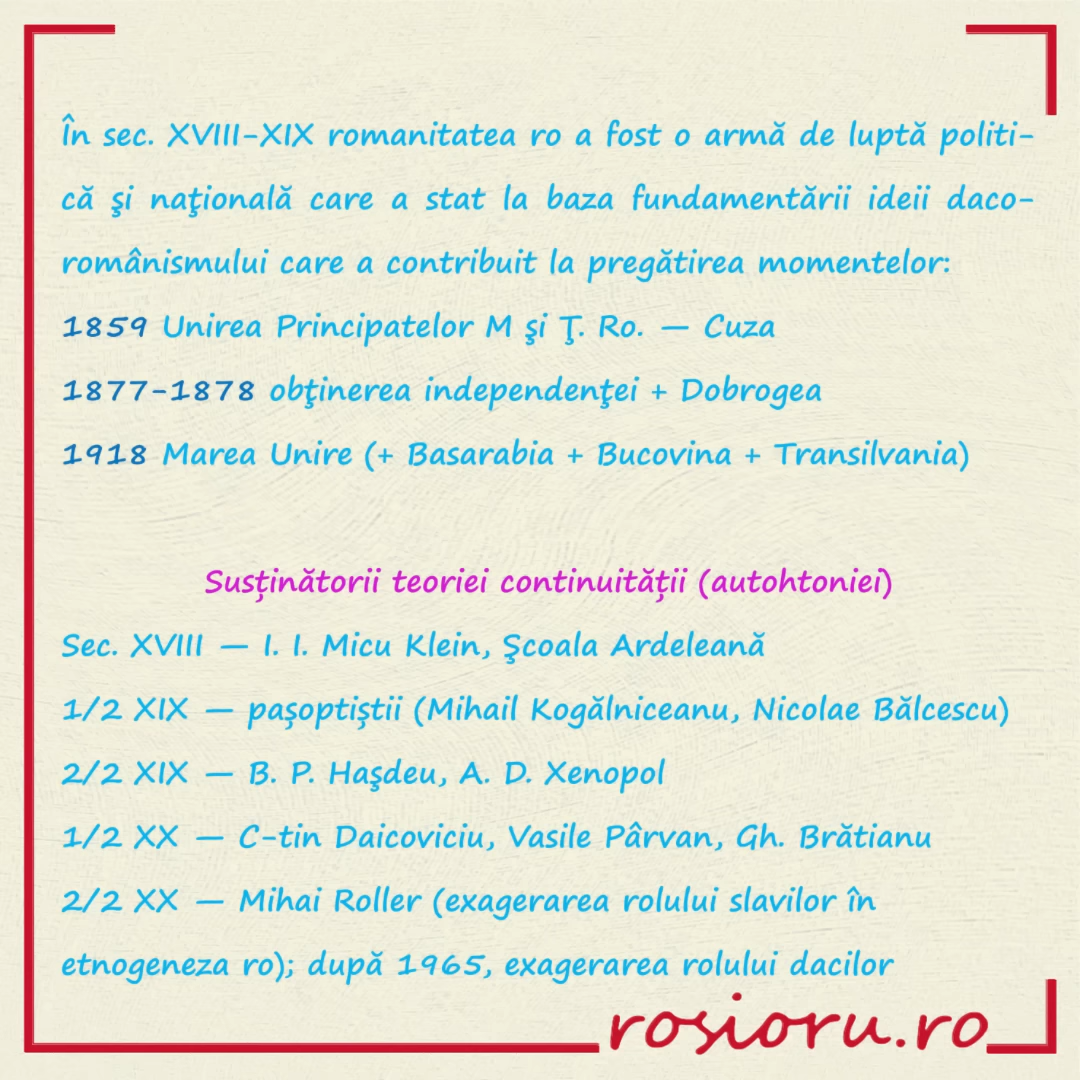 În sec. XVIII-XIX romanitatea ro a fost o armă de luptă politi-
că şi naţională care a stat la baza fundamentării ideii daco-
românismului care a contribuit la pregătirea momentelor:
1859 Unirea Principatelor M şi Ţ. Ro. — Cuza
1877-1878 obţinerea independenţei + Dobrogea
1918 Marea Unire (+ Basarabia + Bucovina + Transilvania)
Susținătorii teoriei continuității (autohtoniei)
Sec. XVIII — I. I. Micu Klein, Şcoala Ardeleană
1/2 XIX — paşoptiştii (Mihail Kogălniceanu, Nicolae Bălcescu)
2/2 XIX — B. P. Haşdeu, A. D. Xenopol
1/2 XX — C-tin Daicoviciu, Vasile Pârvan, Gh. Brătianu
2/2 XX — Mihai Roller (exagerarea rolului slavilor în
etnogeneza ro); după 1965, exagerarea rolului dacilor
rosioru.ro